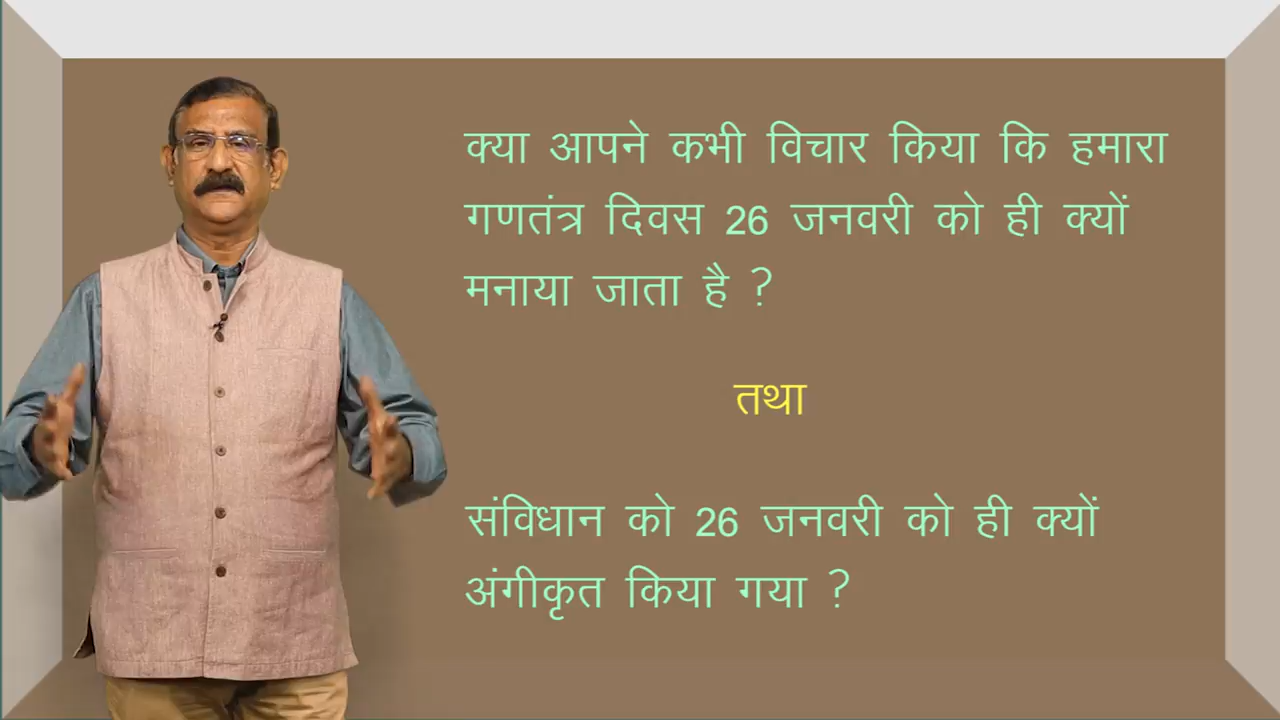 क्या आपने कभी विचार किया कि हमारा
गणतंत्र दिवस 26 जनवरी को ही क्यों
मनाया जाता है ?
तथा
संविधान को 26 जनवरी को ही क्यों
अंगीकृत किया गया ?